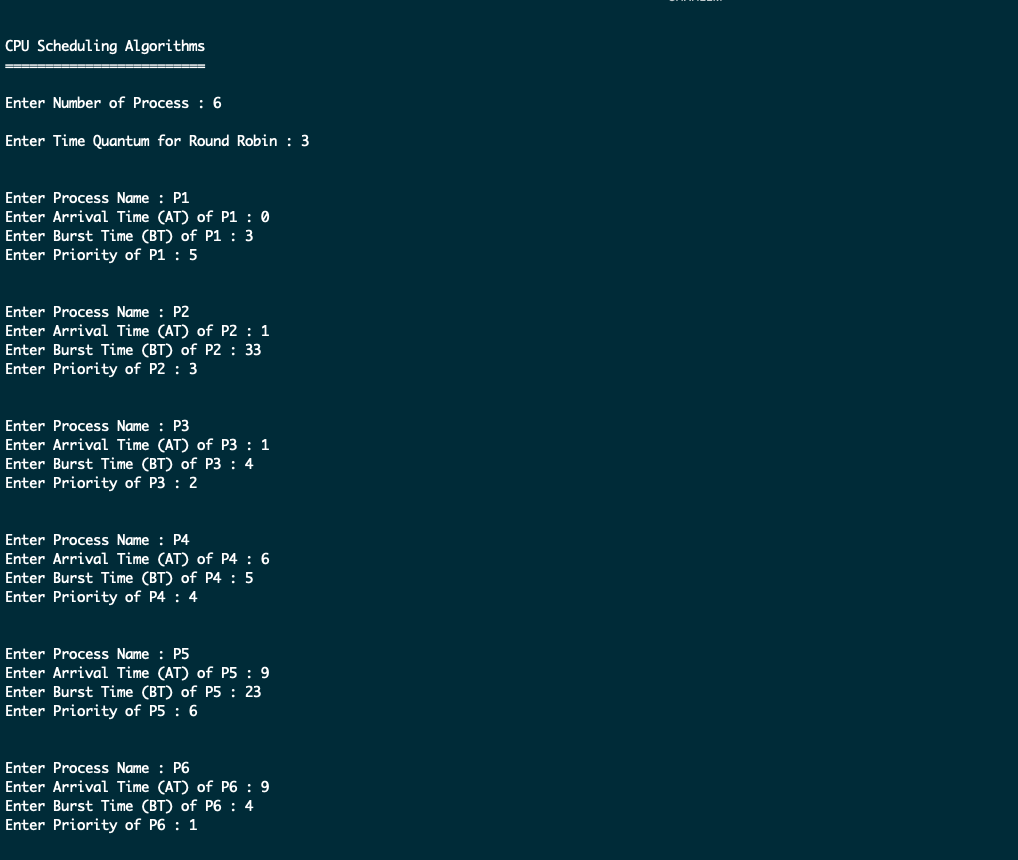 CPU Scheduling Algorithms
=========================
Enter Number of Process : 6
Enter Time Quantum for Round Robin : 3
Enter Process Name : P1
Enter Arrival Time (AT) of P1 : 0
Enter Burst Time (BT) of P1 : 3
Enter Priority of P1 : 5
Enter Process Name : P2
Enter Arrival Time (AT) of P2 : 1
Enter Burst Time (BT) of P2 : 33
Enter Priority of P2 : 3
Enter Process Name : P3
Enter Arrival Time (AT) of P3 : 1
Enter Burst Time (BT) of P3 : 4
Enter Priority of P3 : 2
Enter Process Name : P4
Enter Arrival Time (AT) of P4 : 6
Enter Burst Time (BT) of P4 : 5
Enter Priority of P4 : 4
Enter Process Name : P5
Enter Arrival Time (AT) of P5 : 9
Enter Burst Time (BT) of P5 : 23
Enter Priority of P5 : 6
Enter Process Name : P6
Enter Arrival Time (AT) of P6 : 9
Enter Burst Time (BT) of P6 : 4
Enter Priority of P6 : 1